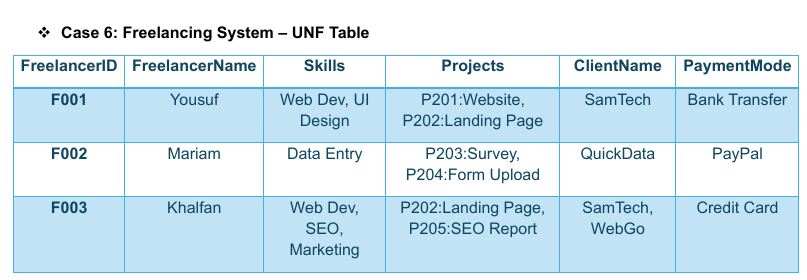 ❖ Case 6: Freelancing System – UNF Table
FreelancerID FreelancerName Skills Projects ClientName PaymentMode
F001 Yousuf Web Dev, UI P201:Website, SamTech Bank Transfer
Design P202:Landing Page
F002 Mariam Data Entry P203:Survey, QuickData PayPal
P204:Form Upload
F003 Khalfan Web Dev, P202:Landing Page, SamTech, Credit Card
SEO, P205:SEO Report WebGo
Marketing